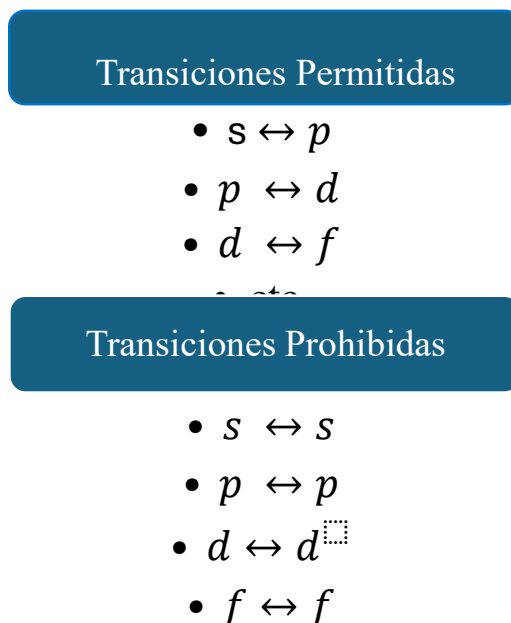 Transiciones Permitidas
• s ↔ p
• p ↔ d
• d ↔ f
Transiciones Prohibidas
• s ↔ s
• p ↔ p
• d ↔ d
• f ↔ f